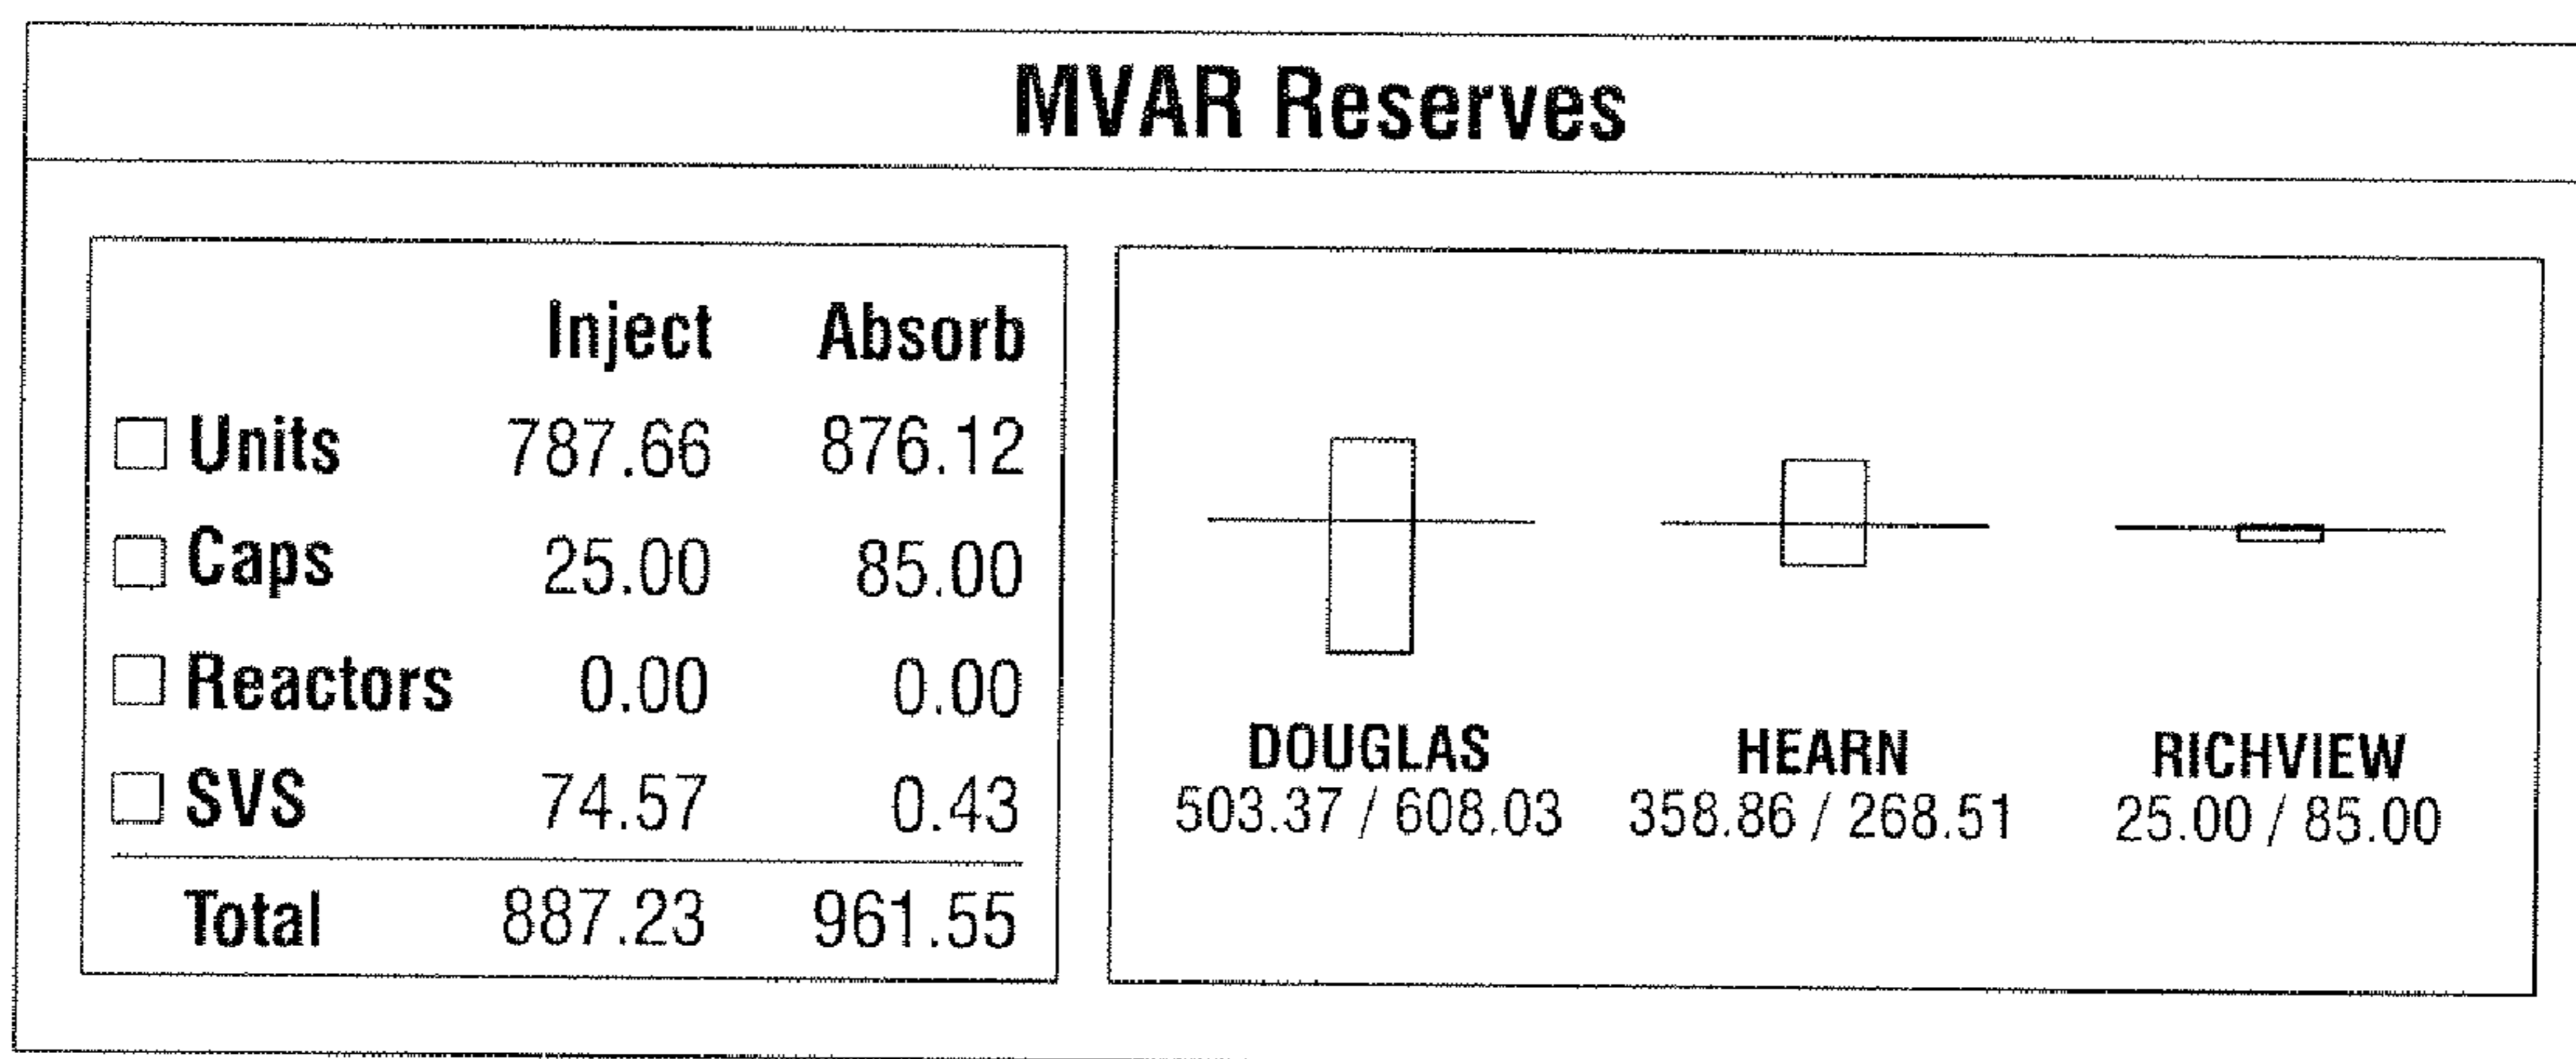 MVAR Reserves
Inject Absorb
Units 787.66 876.12
Caps 25.00 85.00
Reactors 0.00 0.00
SVS 74.57 0.43
Total 887.23 961.55
DOUGLAS HEARN RICHVIEW
503.37 / 608.03 358.86 / 268.51 25.00 / 85.00